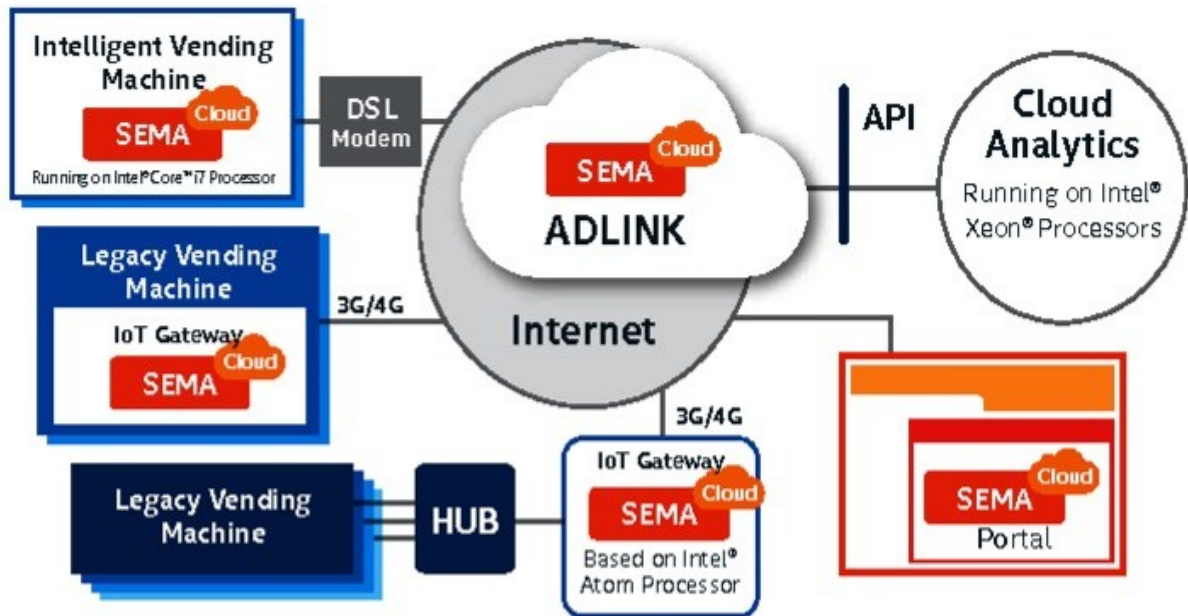 Intelligent Vending
Machine
Cloud
SEMA
Running on Intel® Core™ i7 Processor
DSL
Modem
Cloud
SEMA
ADLINK
Internet
API
Cloud
Analytics
Running on Intel®
Xeon® Processors
Legacy Vending
Machine
IoT Gateway
Cloud
SEMA
3G/4G
3G/4G
Legacy Vending
Machine
HUB
IoT Gateway
Cloud
SEMA
Based on Intel®
Atom Processor
Cloud
SEMA
Portal